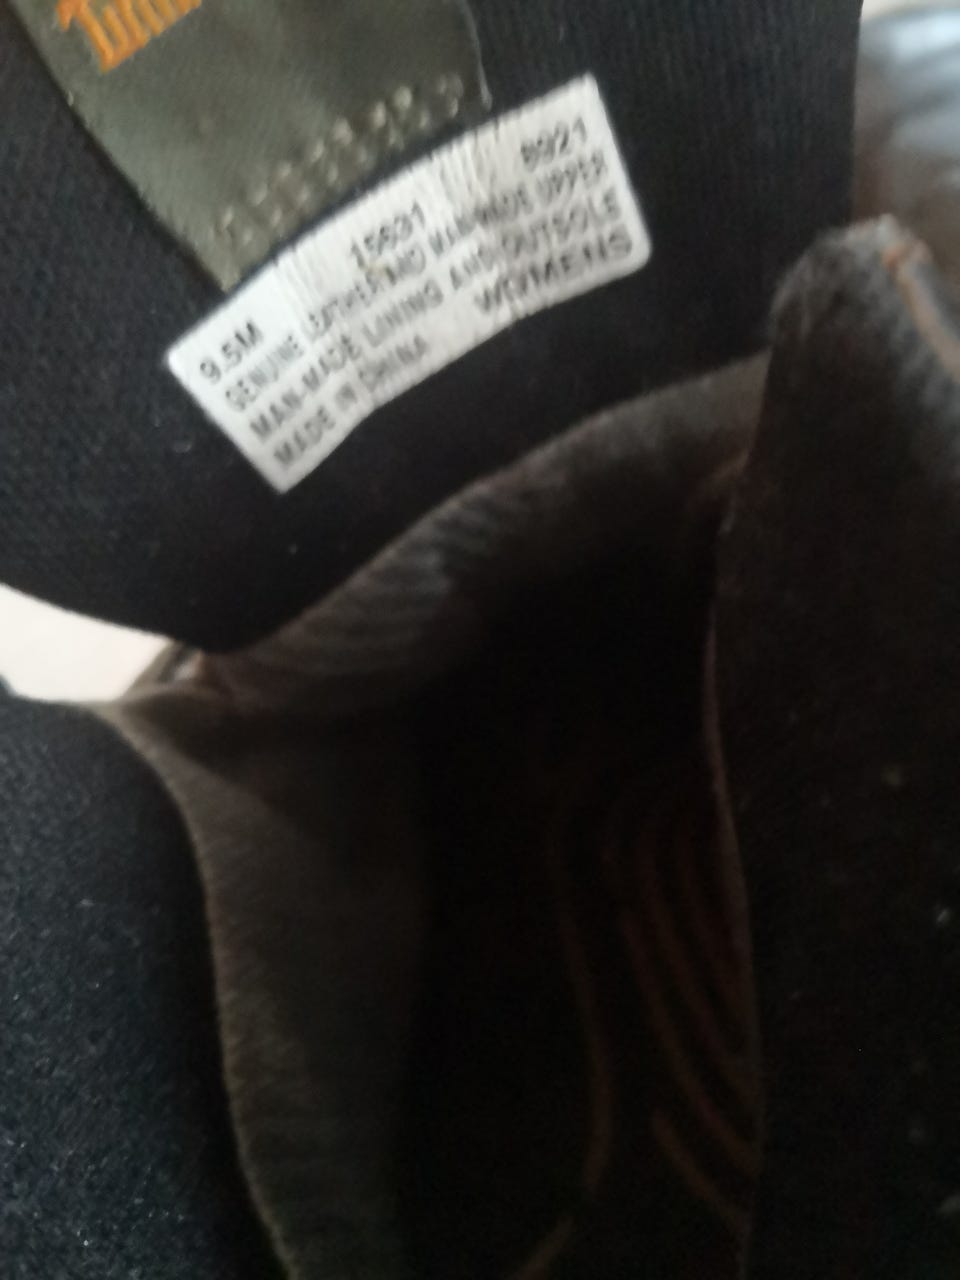 9.5M 15631 8921
GENUINE LEATHER AND MAN-MADE UPPER
MAN-MADE LINING AND OUTSOLE
MADE IN CHINA WOMENS